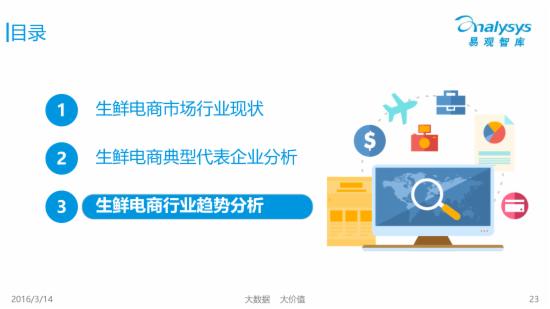 目录
analysys
易观智库
1 生鲜电商市场行业现状
2 生鲜电商典型代表企业分析
3 生鲜电商行业趋势分析
$
2016/3/14 大数据 大价值 23